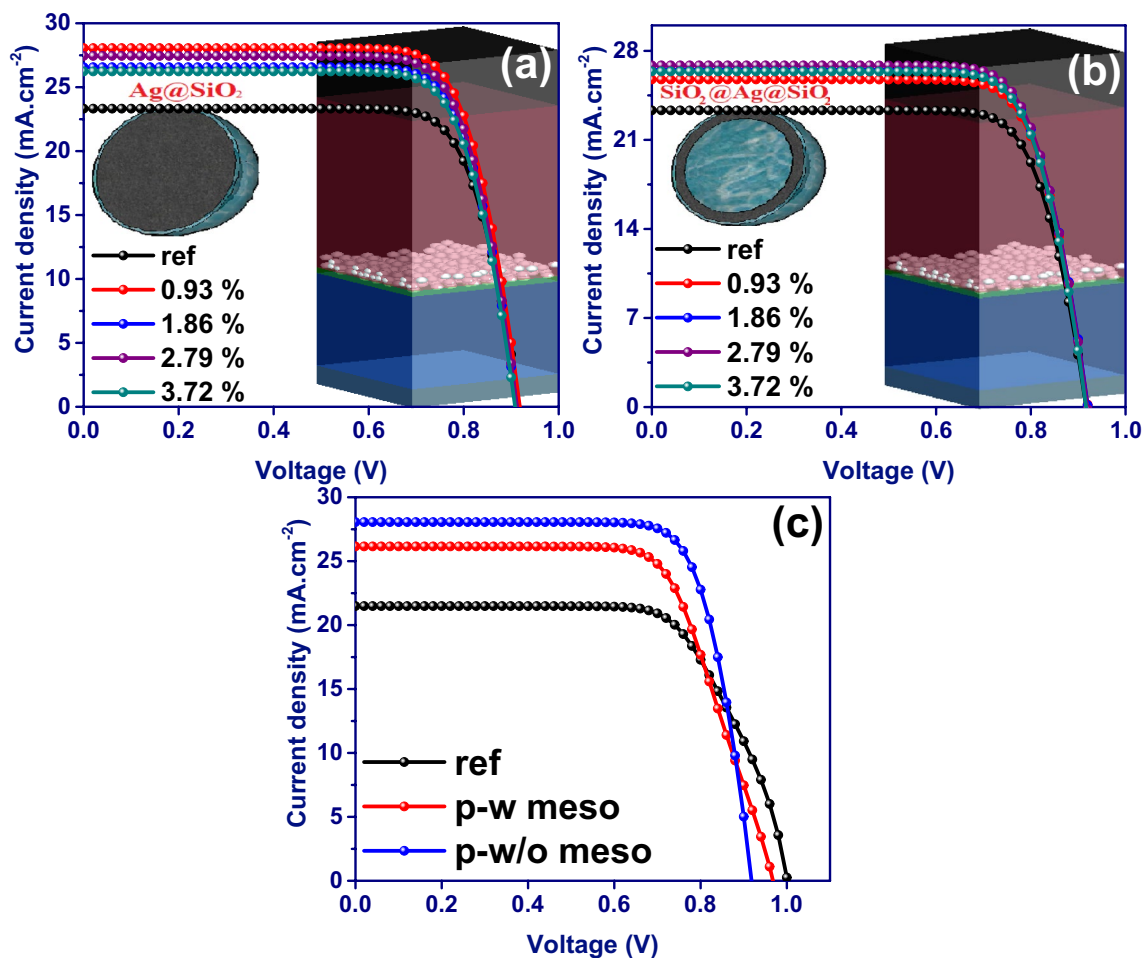 (a)
Current density (mA.cm⁻²)
30
25
20
15
10
5
0
Ag@SiO₂
ref
0.93 %
1.86 %
2.79 %
3.72 %
0.0 0.2 0.4 0.6 0.8 1.0
Voltage (V)
(b)
Current density (mA.cm⁻²)
28
21
14
7
0
SiO₂@Ag@SiO₂
ref
0.93 %
1.86 %
2.79 %
3.72 %
0.0 0.2 0.4 0.6 0.8 1.0
Voltage (V)
(c)
Current density (mA.cm⁻²)
30
25
20
15
10
5
0
ref
p-w meso
p-w/o meso
0.0 0.2 0.4 0.6 0.8 1.0
Voltage (V)